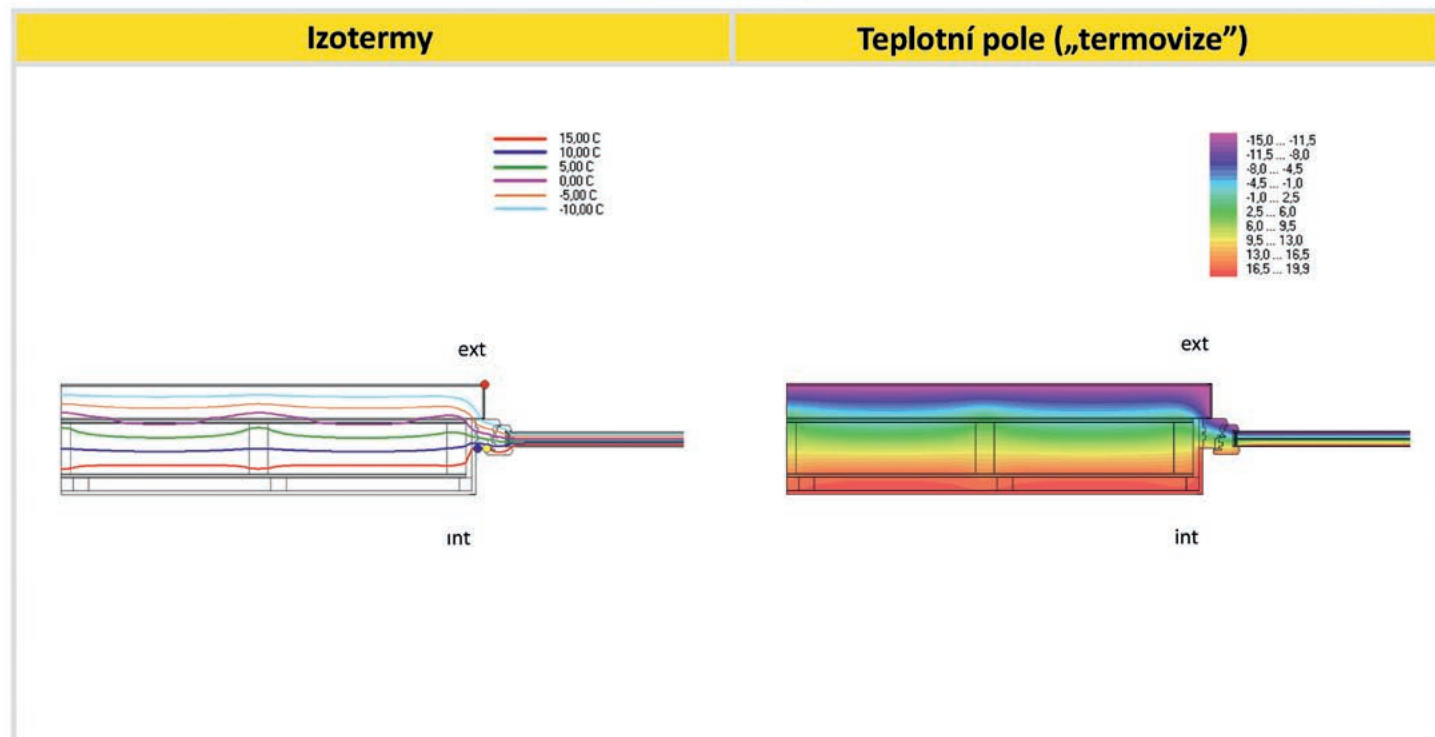 Izotermy
Teplotní pole („termovize”)
15,00 C
10,00 C
5,00 C
0,00 C
-5,00 C
-10,00 C
-15,0 ... -11,5
-11,5 ... -8,0
-8,0 ... -4,5
-4,5 ... -1,0
-1,0 ... 2,5
2,5 ... 6,0
6,0 ... 9,5
9,5 ... 13,0
13,0 ... 16,5
16,5 ... 19,9
ext
ext
ınt
int